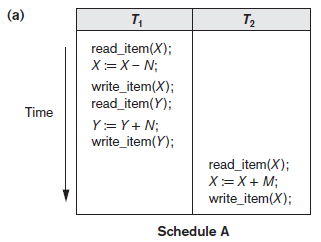 (a)
T1
T2
Time
read_item(X);
X := X – N;
write_item(X);
read_item(Y);
Y := Y + N;
write_item(Y);
read_item(X);
X := X + M;
write_item(X);
Schedule A